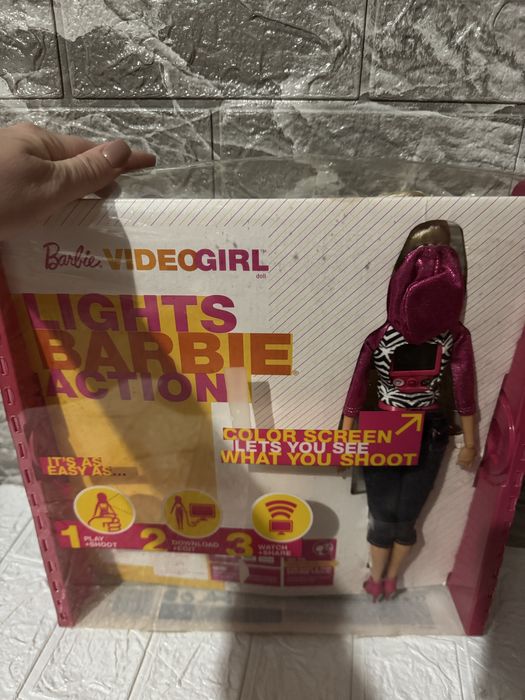 Barbie. VIDEOGIRL™
doll
LIGHTS
BARBIE®
ACTION
COLOR SCREEN
LETS YOU SEE
WHAT YOU SHOOT
IT'S AS
EASY AS...
1 PLAY +SHOOT
2 DOWNLOAD +EDIT
3 WATCH +SHARE